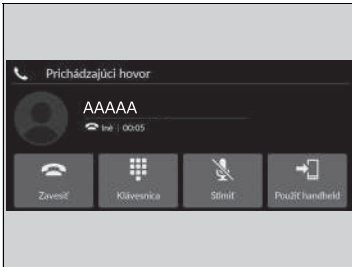 Prichádzajúci hovor
AAAAA
Iné | 00:05
Zavesiť
Klávesnica
Stlmiť
Použiť handheld